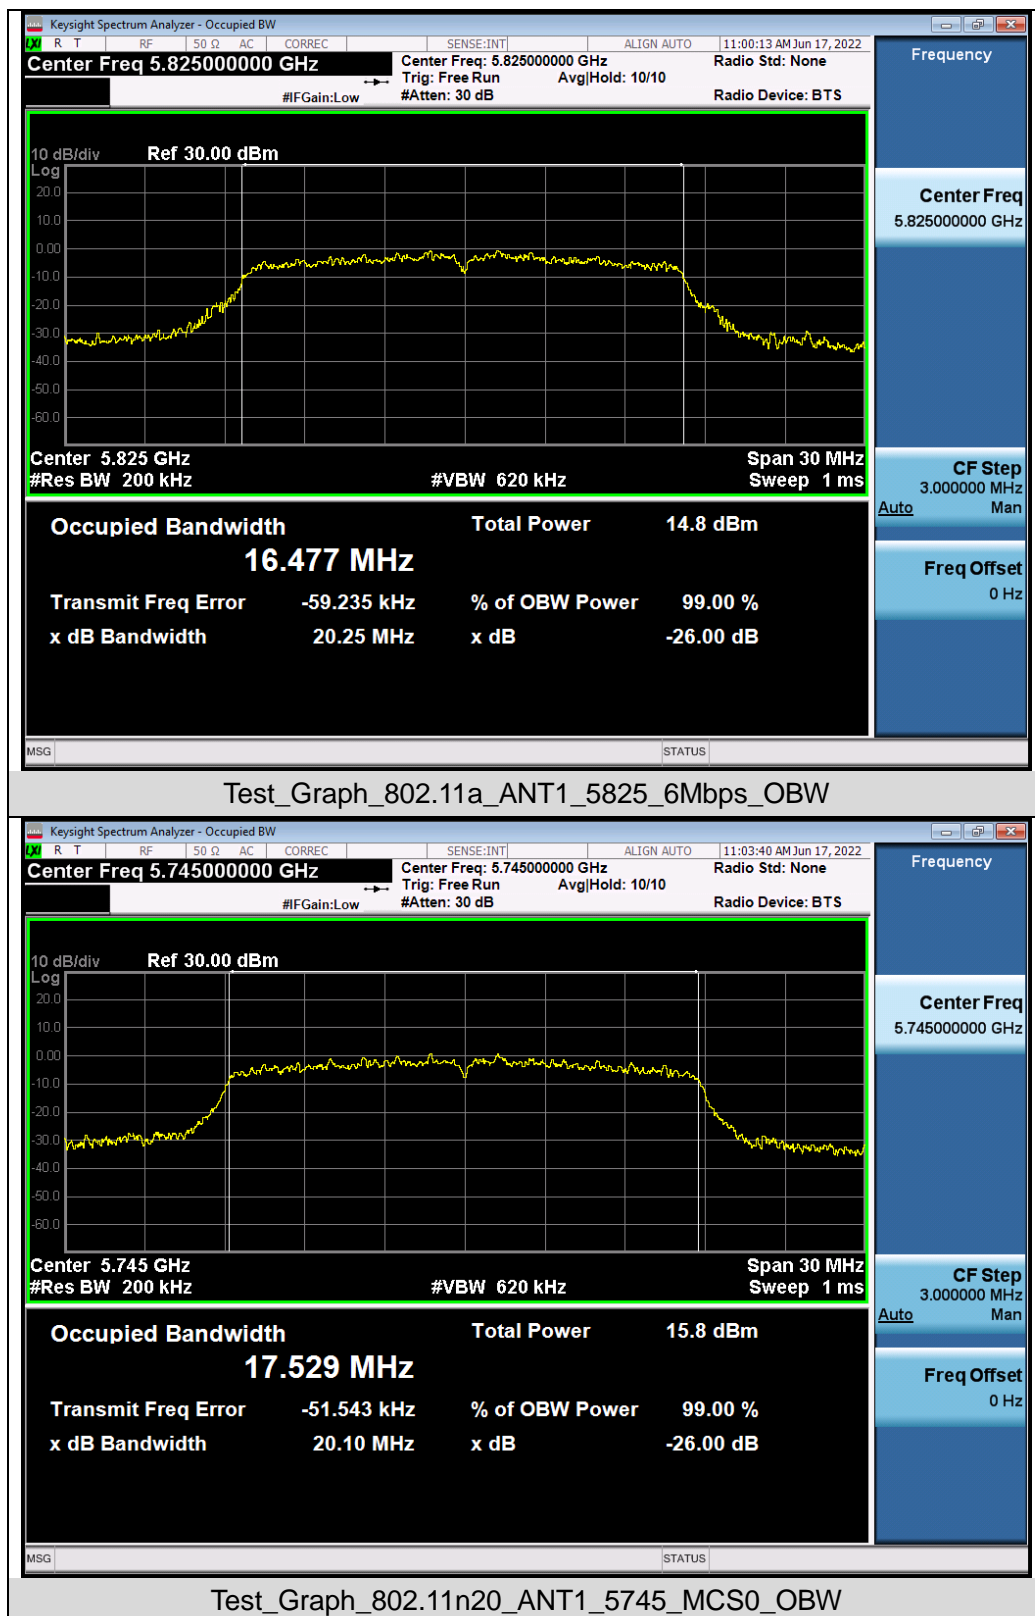 Keysight Spectrum Analyzer - Occupied BW
LXI R T RF 50 Ω AC CORREC SENSE:INT ALIGN AUTO 11:00:13 AM Jun 17, 2022
Center Freq 5.825000000 GHz
Center Freq: 5.825000000 GHz
Radio Std: None
Trig: Free Run Avg|Hold: 10/10
#IFGain:Low
#Atten: 30 dB
Radio Device: BTS
Frequency
10 dB/div Ref 30.00 dBm
Log
20.0
10.0
0.00
-10.0
-20.0
-30.0
-40.0
-50.0
-60.0
Center Freq
5.825000000 GHz
Center 5.825 GHz Span 30 MHz
#Res BW 200 kHz #VBW 620 kHz Sweep 1 ms
CF Step
3.000000 MHz
Auto Man
Freq Offset
0 Hz
Occupied Bandwidth Total Power 14.8 dBm
16.477 MHz
Transmit Freq Error -59.235 kHz % of OBW Power 99.00 %
x dB Bandwidth 20.25 MHz x dB -26.00 dB
MSG STATUS
Test_Graph_802.11a_ANT1_5825_6Mbps_OBW
Keysight Spectrum Analyzer - Occupied BW
LXI R T RF 50 Ω AC CORREC SENSE:INT ALIGN AUTO 11:03:40 AM Jun 17, 2022
Center Freq 5.745000000 GHz
Center Freq: 5.745000000 GHz
Radio Std: None
Trig: Free Run Avg|Hold: 10/10
#IFGain:Low
#Atten: 30 dB
Radio Device: BTS
Frequency
10 dB/div Ref 30.00 dBm
Log
20.0
10.0
0.00
-10.0
-20.0
-30.0
-40.0
-50.0
-60.0
Center Freq
5.745000000 GHz
Center 5.745 GHz Span 30 MHz
#Res BW 200 kHz #VBW 620 kHz Sweep 1 ms
CF Step
3.000000 MHz
Auto Man
Freq Offset
0 Hz
Occupied Bandwidth Total Power 15.8 dBm
17.529 MHz
Transmit Freq Error -51.543 kHz % of OBW Power 99.00 %
x dB Bandwidth 20.10 MHz x dB -26.00 dB
MSG STATUS
Test_Graph_802.11n20_ANT1_5745_MCS0_OBW